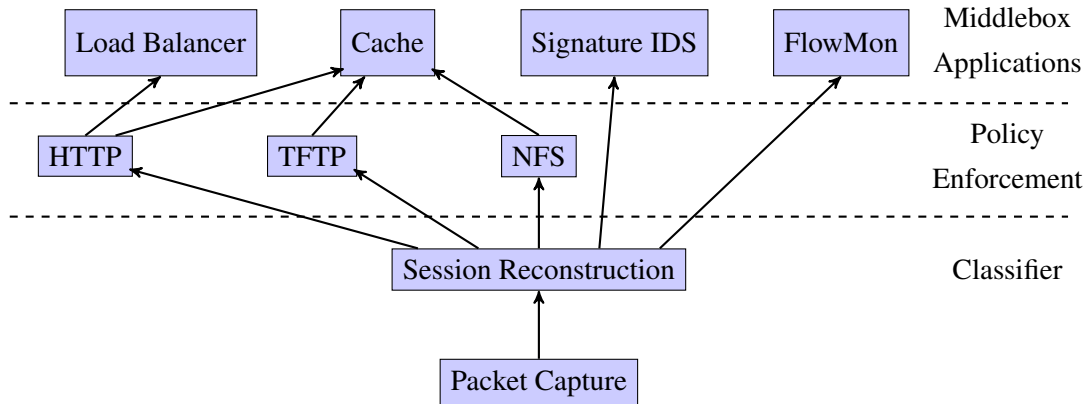 Load Balancer
Cache
Signature IDS
FlowMon
Middlebox
Applications
HTTP
TFTP
NFS
Policy
Enforcement
Session Reconstruction
Classifier
Packet Capture